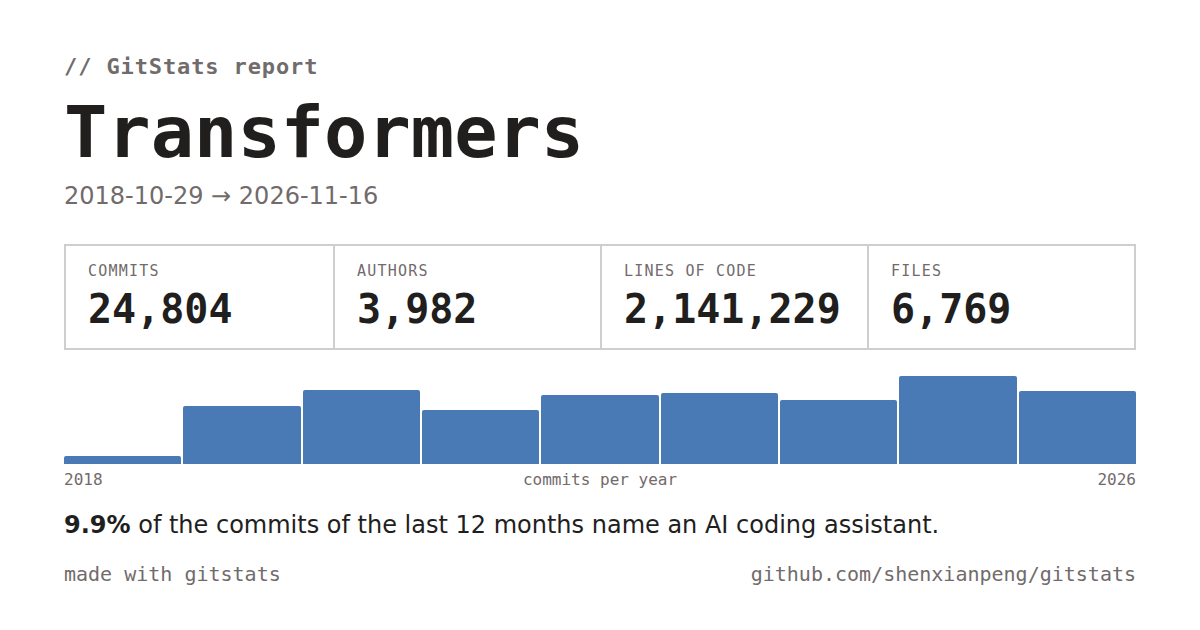 // GitStats report
Transformers
2018-10-29 → 2026-11-16
COMMITS AUTHORS LINES OF CODE FILES
24,804 3,982 2,141,229 6,769
2018 commits per year 2026
9.9% of the commits of the last 12 months name an AI coding assistant.
made with gitstats github.com/shenxianpeng/gitstats